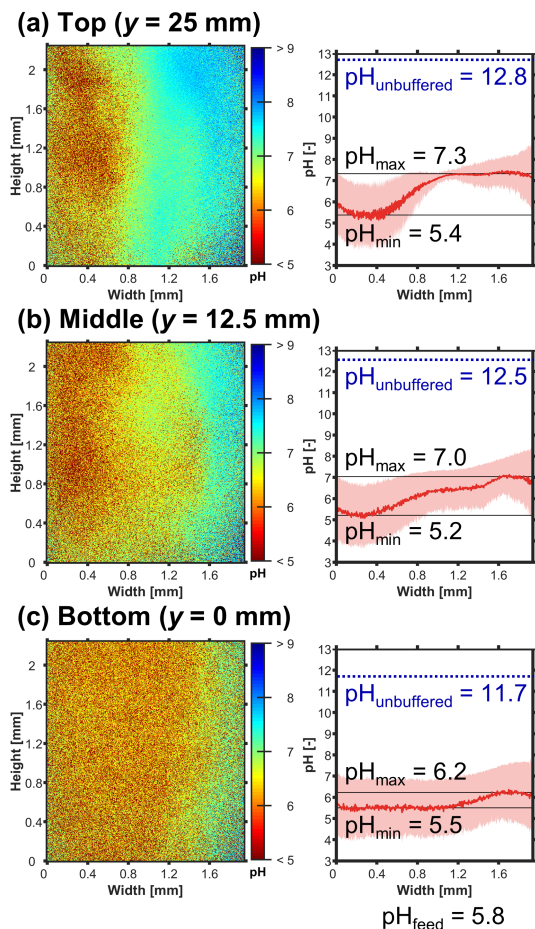 (a) Top (y = 25 mm)
Height [mm]
2
1.6
1.2
0.8
0.4
0
0 0.4 0.8 1.2 1.6
Width [mm]
> 9
8
7
6
< 5
pH
pH [-]
13
12
11
10
9
8
7
6
5
4
3
pHunbuffered = 12.8
pHmax = 7.3
pHmin = 5.4
0 0.4 0.8 1.2 1.6
Width [mm]
(b) Middle (y = 12.5 mm)
Height [mm]
2
1.6
1.2
0.8
0.4
0
0 0.4 0.8 1.2 1.6
Width [mm]
> 9
8
7
6
< 5
pH
pH [-]
13
12
11
10
9
8
7
6
5
4
3
pHunbuffered = 12.5
pHmax = 7.0
pHmin = 5.2
0 0.4 0.8 1.2 1.6
Width [mm]
(c) Bottom (y = 0 mm)
Height [mm]
2
1.6
1.2
0.8
0.4
0
0 0.4 0.8 1.2 1.6
Width [mm]
> 9
8
7
6
< 5
pH
pH [-]
13
12
11
10
9
8
7
6
5
4
3
pHunbuffered = 11.7
pHmax = 6.2
pHmin = 5.5
0 0.4 0.8 1.2 1.6
Width [mm]
pHfeed = 5.8